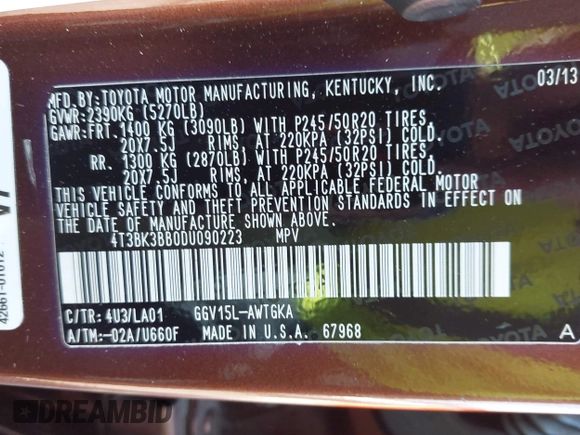 MFD.BY:TOYOTA MOTOR MANUFACTURING, KENTUCKY, INC. 03/13
GVWR:2390KG (5270LB)
GAWR:FRT.1400 KG (3090LB) WITH P245/50R20 TIRES,
20X7.5J RIMS, AT 220KPA (32PSI) COLD.
RR. 1300 KG (2870LB) WITH P245/50R20 TIRES,
20X7.5J RIMS, AT 220KPA (32PSI) COLD.
THIS VEHICLE CONFORMS TO ALL APPLICABLE FEDERAL MOTOR
VEHICLE SAFETY AND THEFT PREVENTION STANDARDS IN EFFECT ON
THE DATE OF MANUFACTURE SHOWN ABOVE.
4T3BK3BB0DU090223 MPV
C/TR: 4U3/LA01 GGV15L-AWTGKA
A/TM:-02A/U660F MADE IN U.S.A. 67968 A
DREAMBID